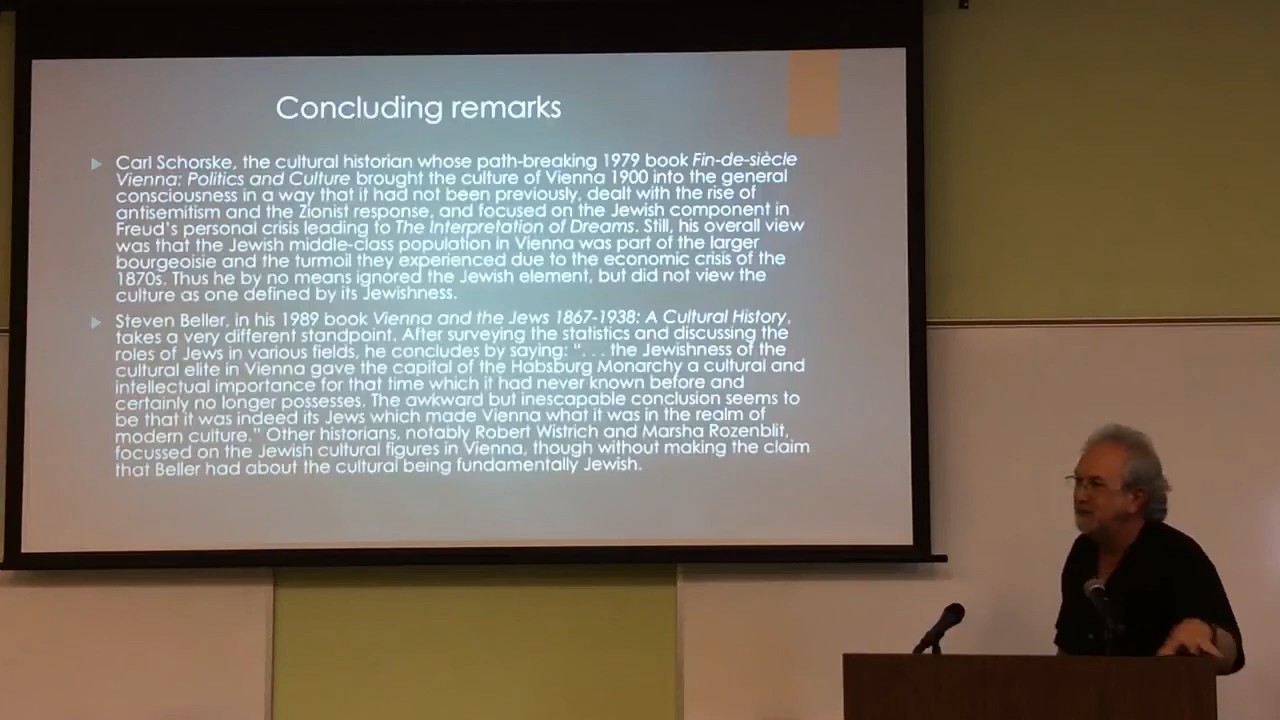 Concluding remarks
Carl Schorske, the cultural historian whose path-breaking 1979 book Fin-de-siècle
Vienna: Politics and Culture brought the culture of Vienna 1900 into the general
consciousness in a way that it had not been previously, dealt with the rise of
antisemitism and the Zionist response, and focused on the Jewish component in
Freud's personal crisis leading to The Interpretation of Dreams. Still, his overall view
was that the Jewish middle-class population in Vienna was part of the larger
bourgeoisie and the turmoil they experienced due to the economic crisis of the
1870s. Thus he by no means ignored the Jewish element, but did not view the
culture as one defined by its Jewishness.
Steven Beller, in his 1989 book Vienna and the Jews 1867-1938: A Cultural History,
takes a very different standpoint. After surveying the statistics and discussing the
roles of Jews in various fields, he concludes by saying: ". . . the Jewishness of the
cultural elite in Vienna gave the capital of the Habsburg Monarchy a cultural and
intellectual importance for that time which it had never known before and
certainly no longer possesses. The awkward but inescapable conclusion seems to
be that it was indeed its Jews which made Vienna what it was in the realm of
modern culture." Other historians, notably Robert Wistrich and Marsha Rozenblit,
focussed on the Jewish cultural figures in Vienna, though without making the claim
that Beller had about the cultural being fundamentally Jewish.